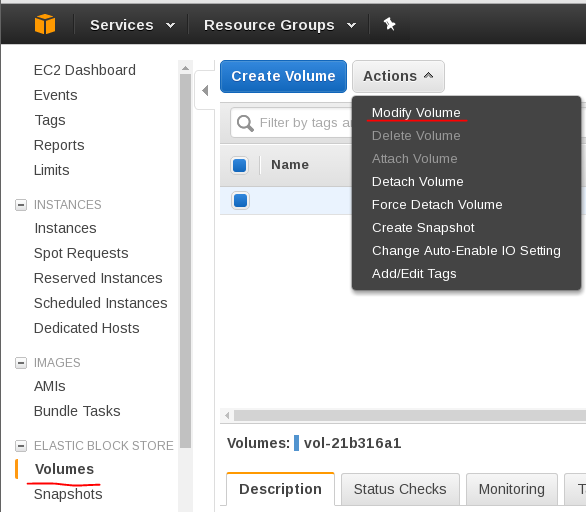 Services
Resource Groups
EC2 Dashboard
Events
Tags
Reports
Limits
INSTANCES
Instances
Spot Requests
Reserved Instances
Scheduled Instances
Dedicated Hosts
IMAGES
AMIs
Bundle Tasks
ELASTIC BLOCK STORE
Volumes
Snapshots
Create Volume
Actions
Filter by tags
Name
Modify Volume
Delete Volume
Attach Volume
Detach Volume
Force Detach Volume
Create Snapshot
Change Auto-Enable IO Setting
Add/Edit Tags
Volumes: vol-21b316a1
Description
Status Checks
Monitoring